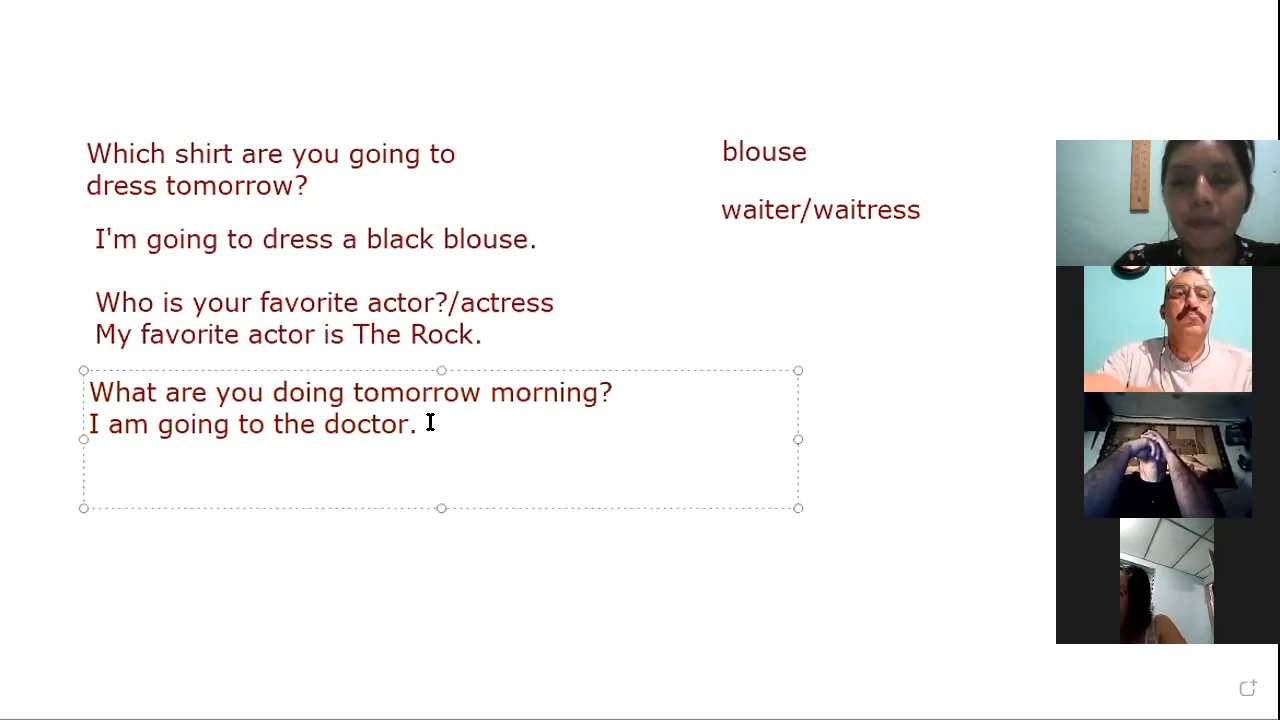 Which shirt are you going to
dress tomorrow?
I'm going to dress a black blouse.
Who is your favorite actor?/actress
My favorite actor is The Rock.
What are you doing tomorrow morning?
I am going to the doctor.
blouse
waiter/waitress